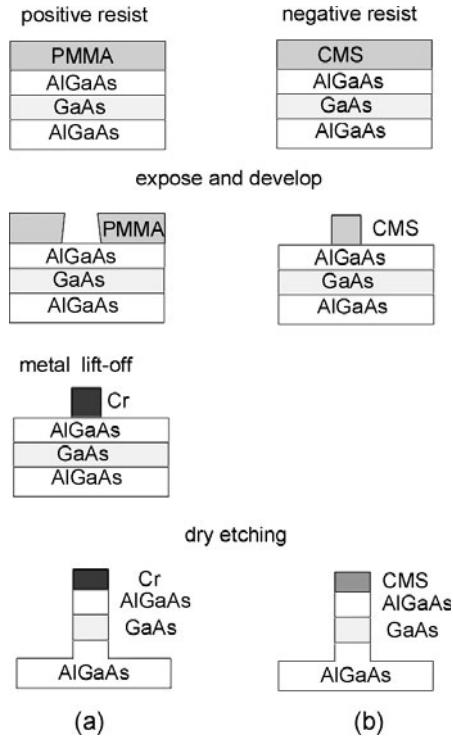 positive resist
negative resist
PMMA
AlGaAs
GaAs
AlGaAs
CMS
AlGaAs
GaAs
AlGaAs
expose and develop
PMMA
AlGaAs
GaAs
AlGaAs
CMS
AlGaAs
GaAs
AlGaAs
metal lift-off
Cr
AlGaAs
GaAs
AlGaAs
dry etching
Cr
AlGaAs
GaAs
AlGaAs
CMS
AlGaAs
GaAs
AlGaAs
(a)
(b)